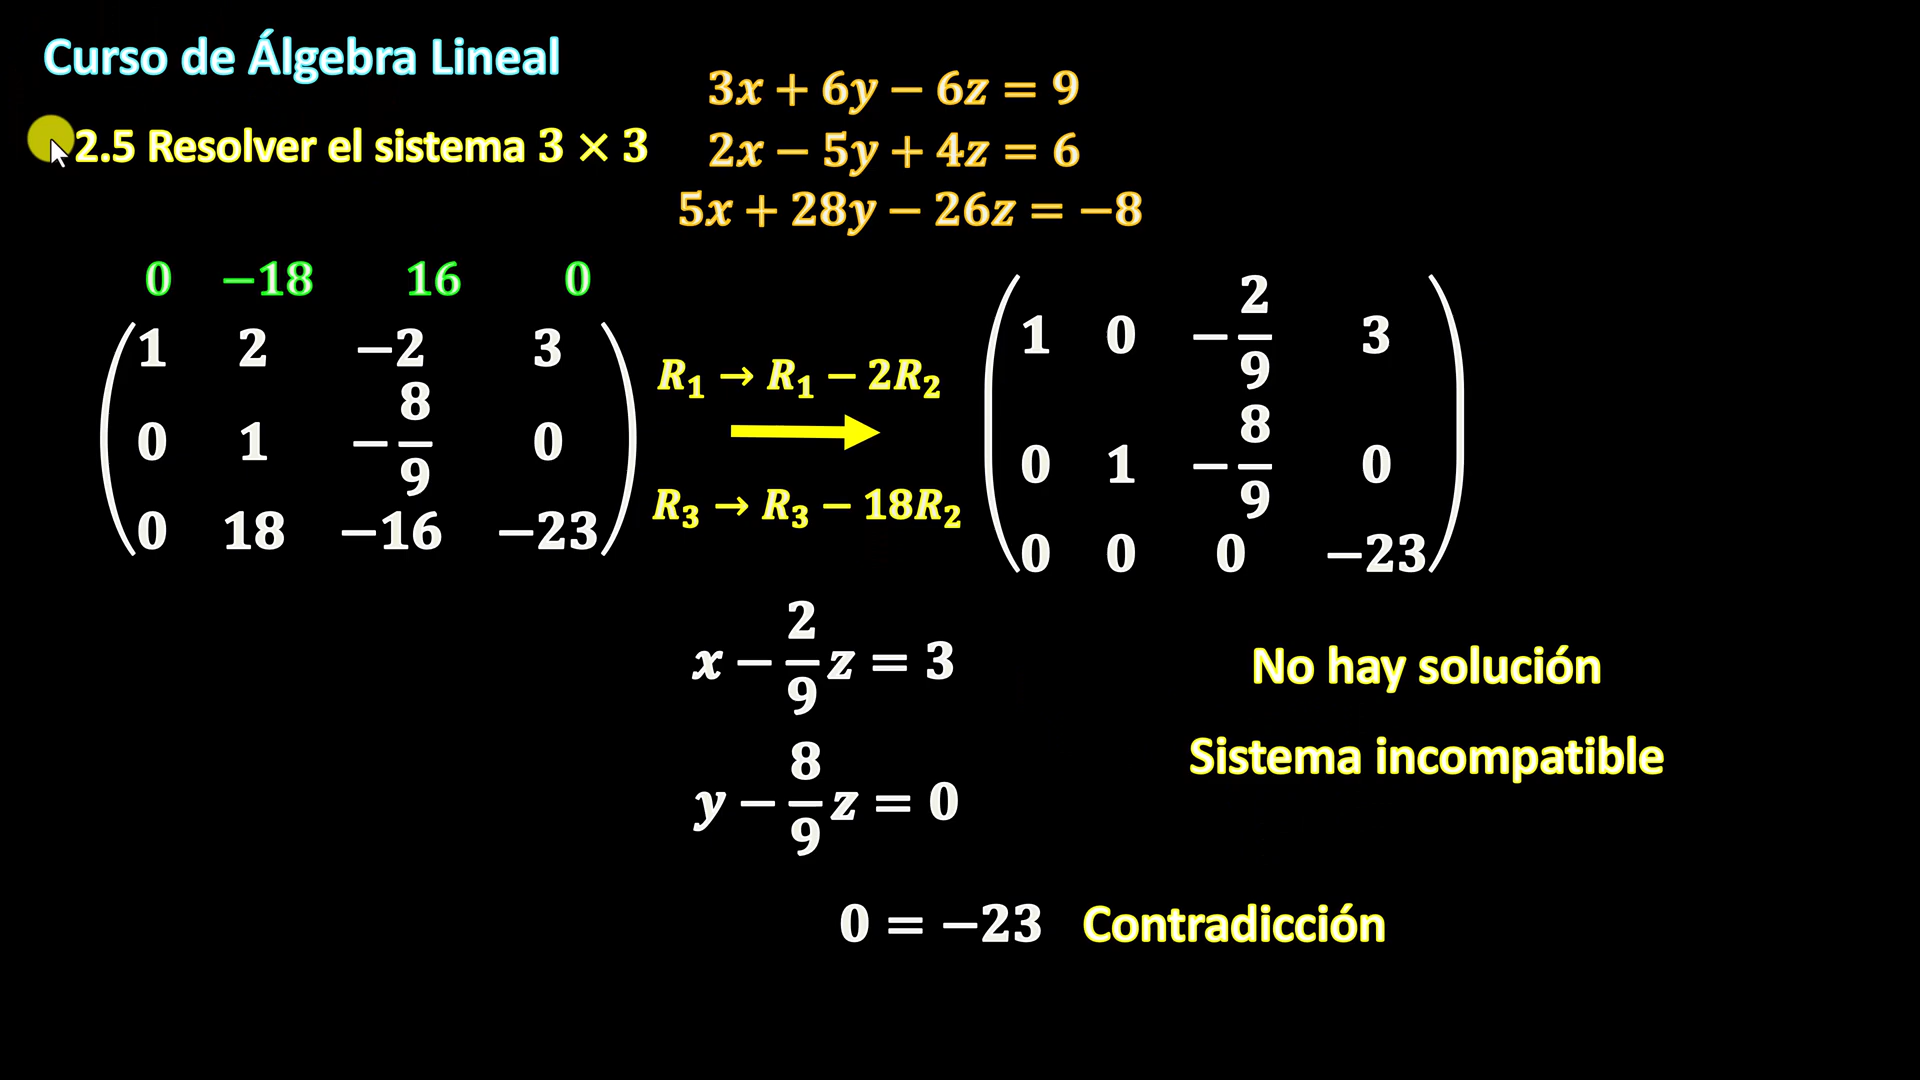 Curso de Álgebra Lineal
2.5 Resolver el sistema 3 × 3
3x + 6y − 6z = 9
2x − 5y + 4z = 6
5x + 28y − 26z = −8
0 −18 16 0
1 2 −2 3
0 1 −8/9 0
0 18 −16 −23
R₁ → R₁ − 2R₂
R₃ → R₃ − 18R₂
1 0 −2/9 3
0 1 −8/9 0
0 0 0 −23
x − 2/9 z = 3
y − 8/9 z = 0
0 = −23 Contradicción
No hay solución
Sistema incompatible